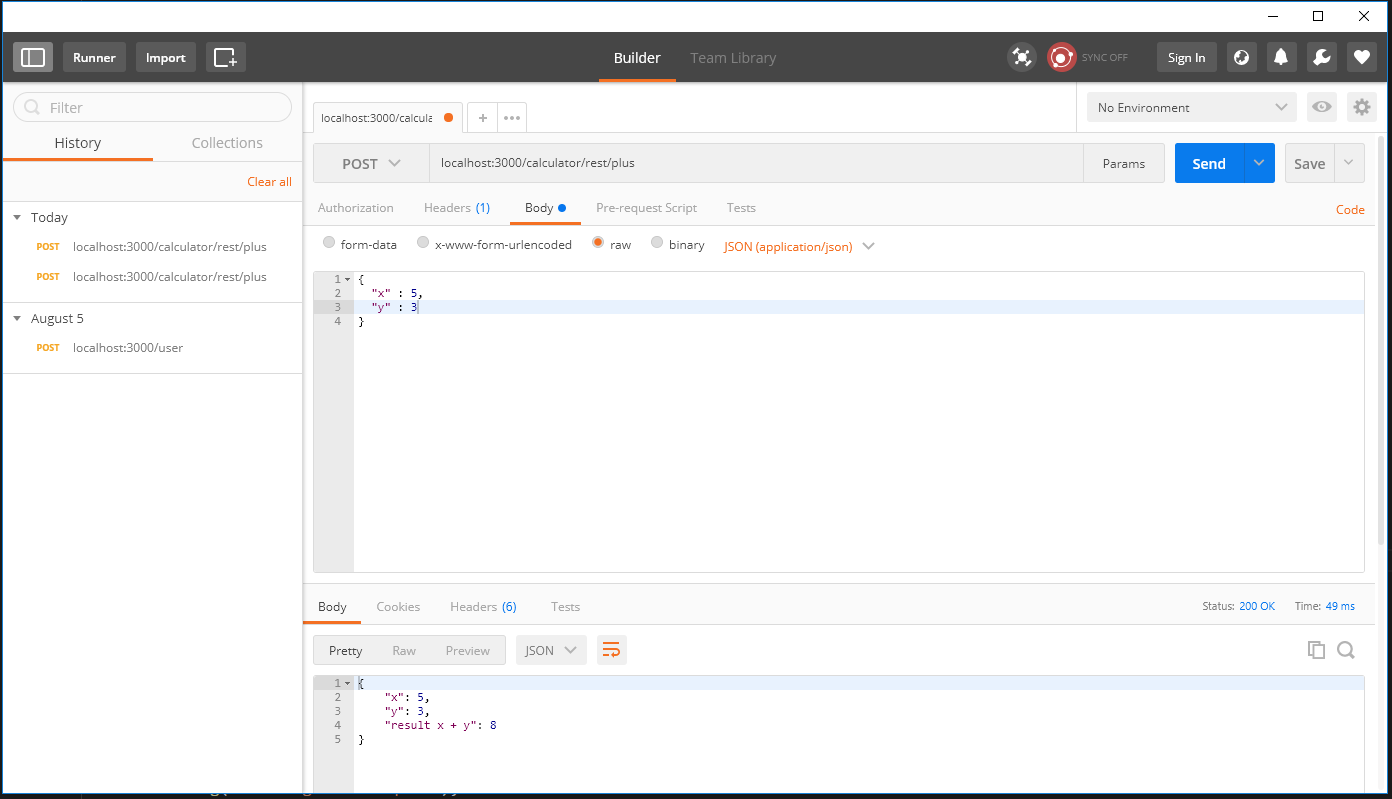 Runner
Import
Builder
Team Library
SYNC OFF
Sign In
Filter
History
Collections
Clear all
Today
POST localhost:3000/calculator/rest/plus
POST localhost:3000/calculator/rest/plus
August 5
POST localhost:3000/user
localhost:3000/calcula
No Environment
POST
localhost:3000/calculator/rest/plus
Params
Send
Save
Authorization
Headers (1)
Body
Pre-request Script
Tests
Code
form-data
x-www-form-urlencoded
raw
binary
JSON (application/json)
1 {
2 "x" : 5,
3 "y" : 3
4 }
Body
Cookies
Headers (6)
Tests
Status: 200 OK
Time: 49 ms
Pretty
Raw
Preview
JSON
1 {
2 "x": 5,
3 "y": 3,
4 "result x + y": 8
5 }